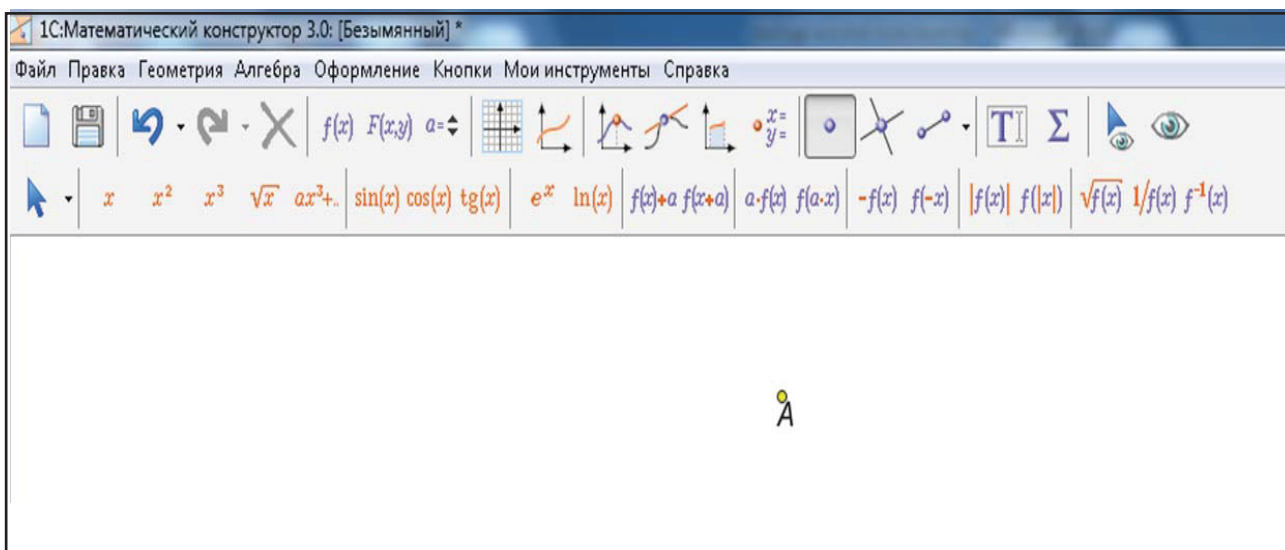 1С:Математический конструктор 3.0: [Безымянный] *
Файл Правка Геометрия Алгебра Оформление Кнопки Мои инструменты Справка
f(x) F(x,y) a= x= y= T Σ
x x² x³ √x ax³+.. sin(x) cos(x) tg(x) eˣ ln(x) f(x)+a f(x+a) a·f(x) f(a·x) -f(x) f(-x) |f(x)| f(|x|) √f(x) 1/f(x) f⁻¹(x)
A